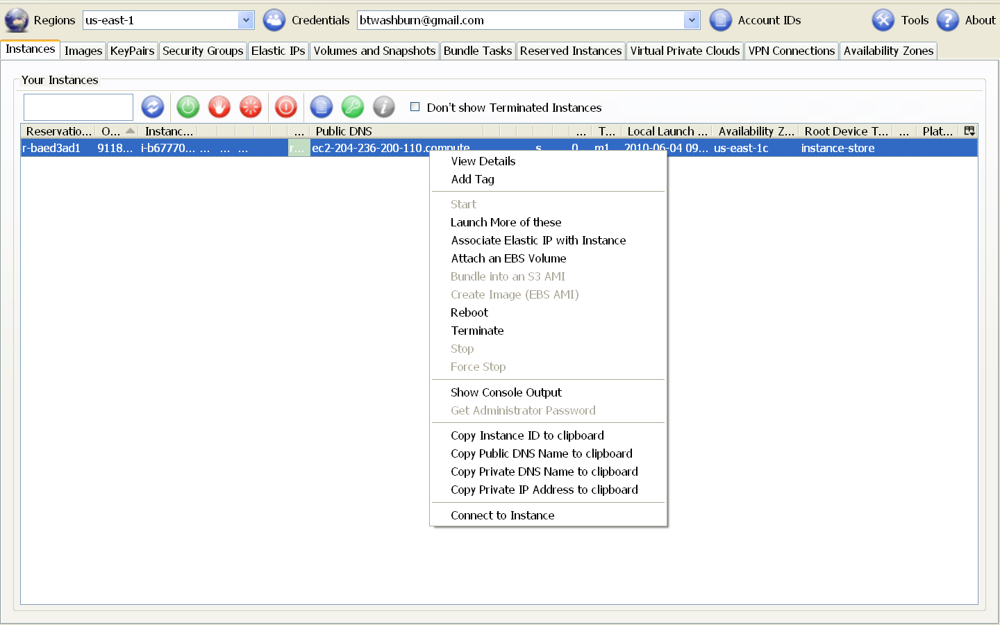 Regions us-east-1 Credentials btwashburn@gmail.com Account IDs Tools About
Instances Images KeyPairs Security Groups Elastic IPs Volumes and Snapshots Bundle Tasks Reserved Instances Virtual Private Clouds VPN Connections Availability Zones
Your Instances
Don't show Terminated Instances
Reservatio... O... Instanc... ... Public DNS ... T... Local Launch ... Availability Z... Root Device T... ... Plat...
r-baed3ad1 9118... i-b67770... ... ... ... r... ec2-204-236-200-110.compute s 0 m1 2010-06-04 09... us-east-1c instance-store
View Details
Add Tag
Start
Launch More of these
Associate Elastic IP with Instance
Attach an EBS Volume
Bundle into an S3 AMI
Create Image (EBS AMI)
Reboot
Terminate
Stop
Force Stop
Show Console Output
Get Administrator Password
Copy Instance ID to clipboard
Copy Public DNS Name to clipboard
Copy Private DNS Name to clipboard
Copy Private IP Address to clipboard
Connect to Instance